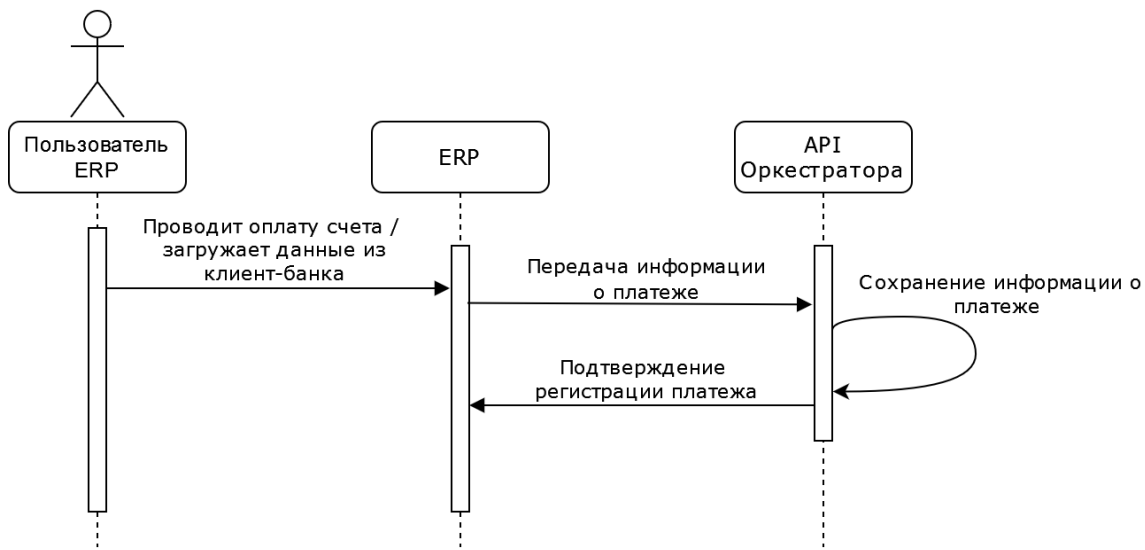 Пользователь
ERP
ERP
API
Оркестратора
Проводит оплату счета /
загружает данные из
клиент-банка
Передача информации
о платеже
Сохранение информации о
платеже
Подтверждение
регистрации платежа